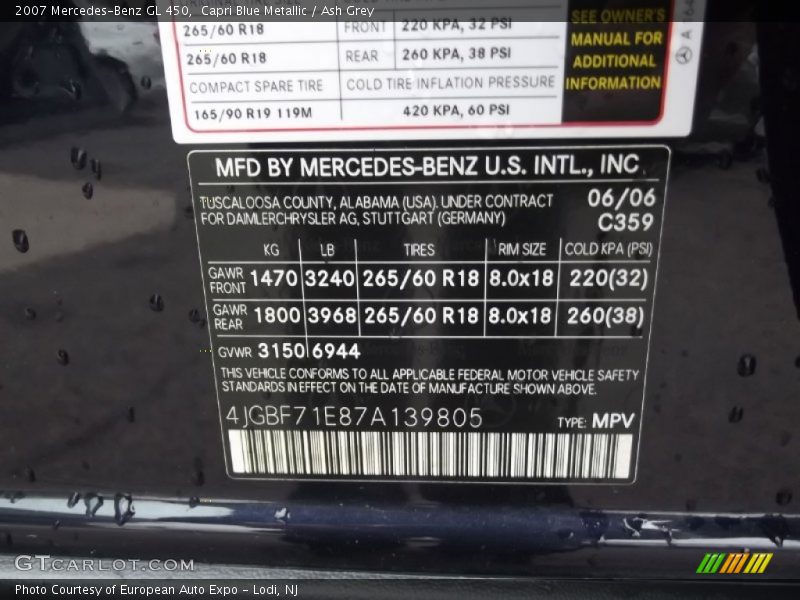 2007 Mercedes-Benz GL 450,   Capri Blue Metallic / Ash Grey
265/60 R18 FRONT 220 KPA, 32 PSI
265/60 R18 REAR 260 KPA, 38 PSI
COMPACT SPARE TIRE COLD TIRE INFLATION PRESSURE
165/90 R19 119M 420 KPA, 60 PSI
SEE OWNER'S
MANUAL FOR
ADDITIONAL
INFORMATION
MFD BY MERCEDES-BENZ U.S. INTL., INC
TUSCALOOSA COUNTY, ALABAMA (USA). UNDER CONTRACT 06/06
FOR DAIMLERCHRYSLER AG, STUTTGART (GERMANY) C359
KG LB TIRES RIM SIZE COLD KPA (PSI)
GAWR FRONT 1470 3240 265/60 R18 8.0x18 220(32)
GAWR REAR 1800 3968 265/60 R18 8.0x18 260(38)
GVWR 3150 6944
THIS VEHICLE CONFORMS TO ALL APPLICABLE FEDERAL MOTOR VEHICLE SAFETY
STANDARDS IN EFFECT ON THE DATE OF MANUFACTURE SHOWN ABOVE.
4JGBF71E87A139805 TYPE: MPV
GTCARLOT.COM
Photo Courtesy of European Auto Expo - Lodi, NJ